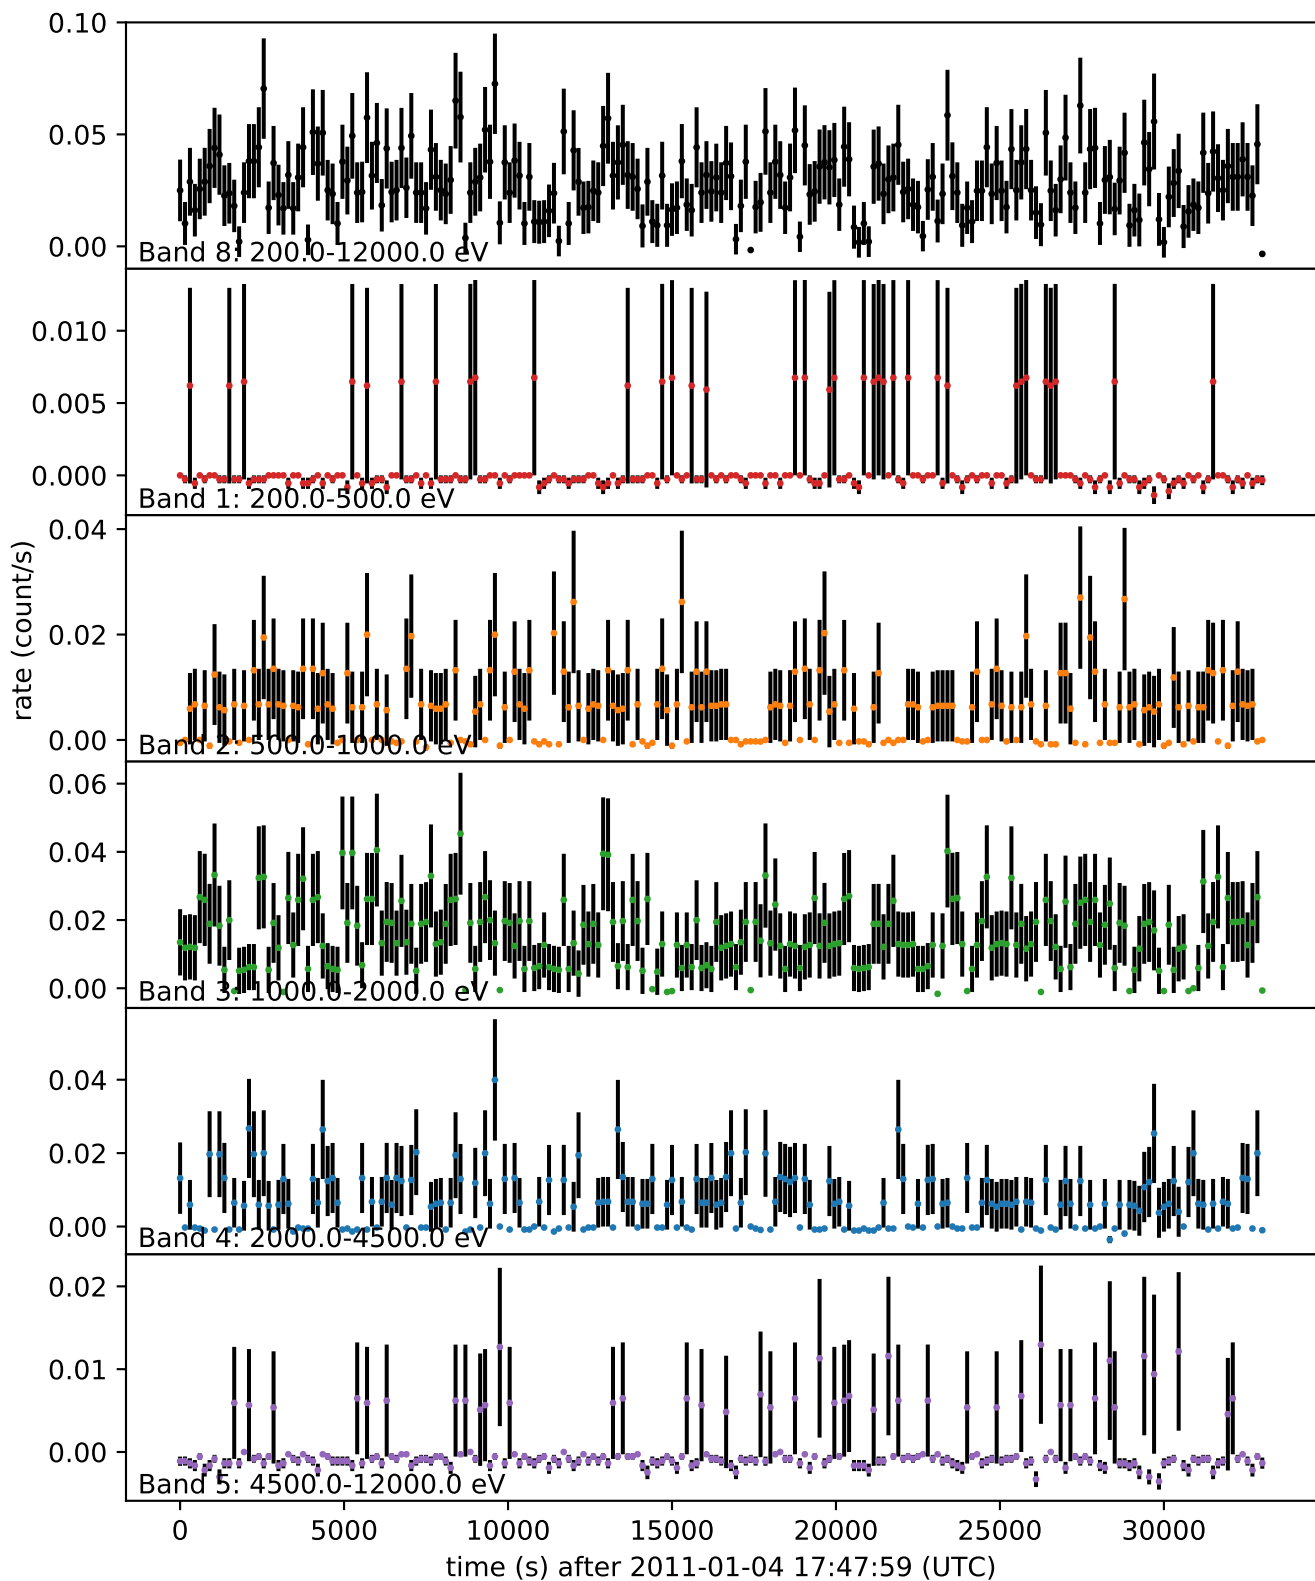 0.10
0.05
0.00
Band 8: 200.0-12000.0 eV
0.010
0.005
0.000
Band 1: 200.0-500.0 eV
0.04
0.02
0.00
Band 2: 500.0-1000.0 eV
rate (count/s)
0.06
0.04
0.02
0.00
Band 3: 1000.0-2000.0 eV
0.04
0.02
0.00
Band 4: 2000.0-4500.0 eV
0.02
0.01
0.00
Band 5: 4500.0-12000.0 eV
0 5000 10000 15000 20000 25000 30000
time (s) after 2011-01-04 17:47:59 (UTC)